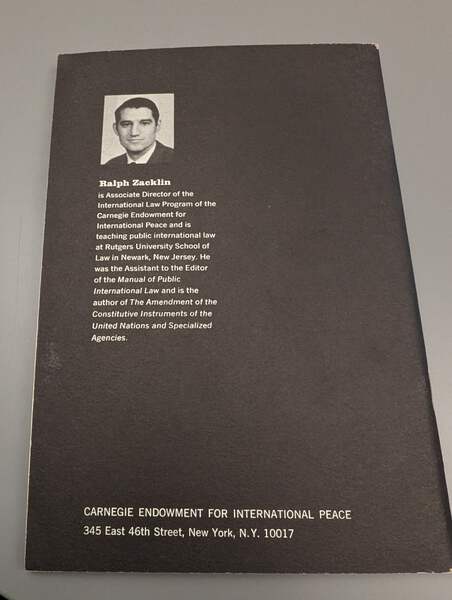 Ralph Zacklin
is Associate Director of the
International Law Program of the
Carnegie Endowment for
International Peace and is
teaching public international law
at Rutgers University School of
Law in Newark, New Jersey. He
was the Assistant to the Editor
of the Manual of Public
International Law and is the
author of The Amendment of the
Constitutive Instruments of the
United Nations and Specialized
Agencies.
CARNEGIE ENDOWMENT FOR INTERNATIONAL PEACE
345 East 46th Street, New York, N.Y. 10017